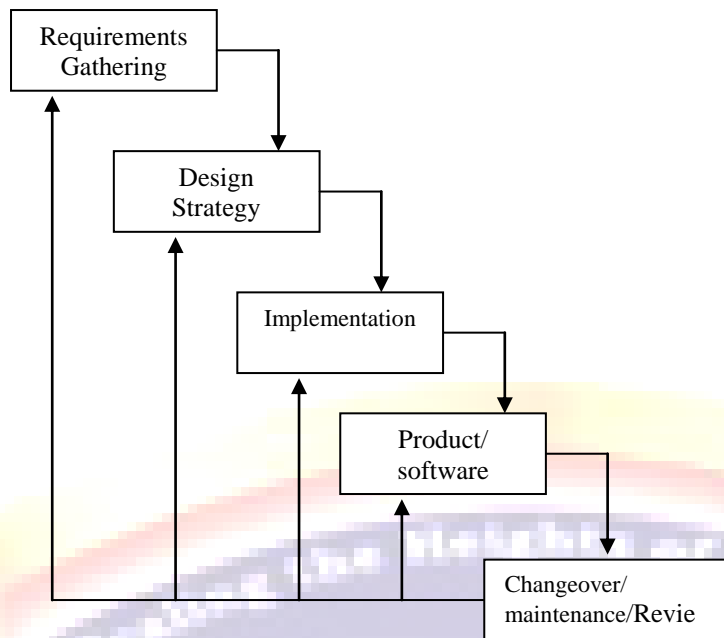 Requirements
Gathering
Design
Strategy
Implementation
Product/
software
Changeover/
maintenance/Revie